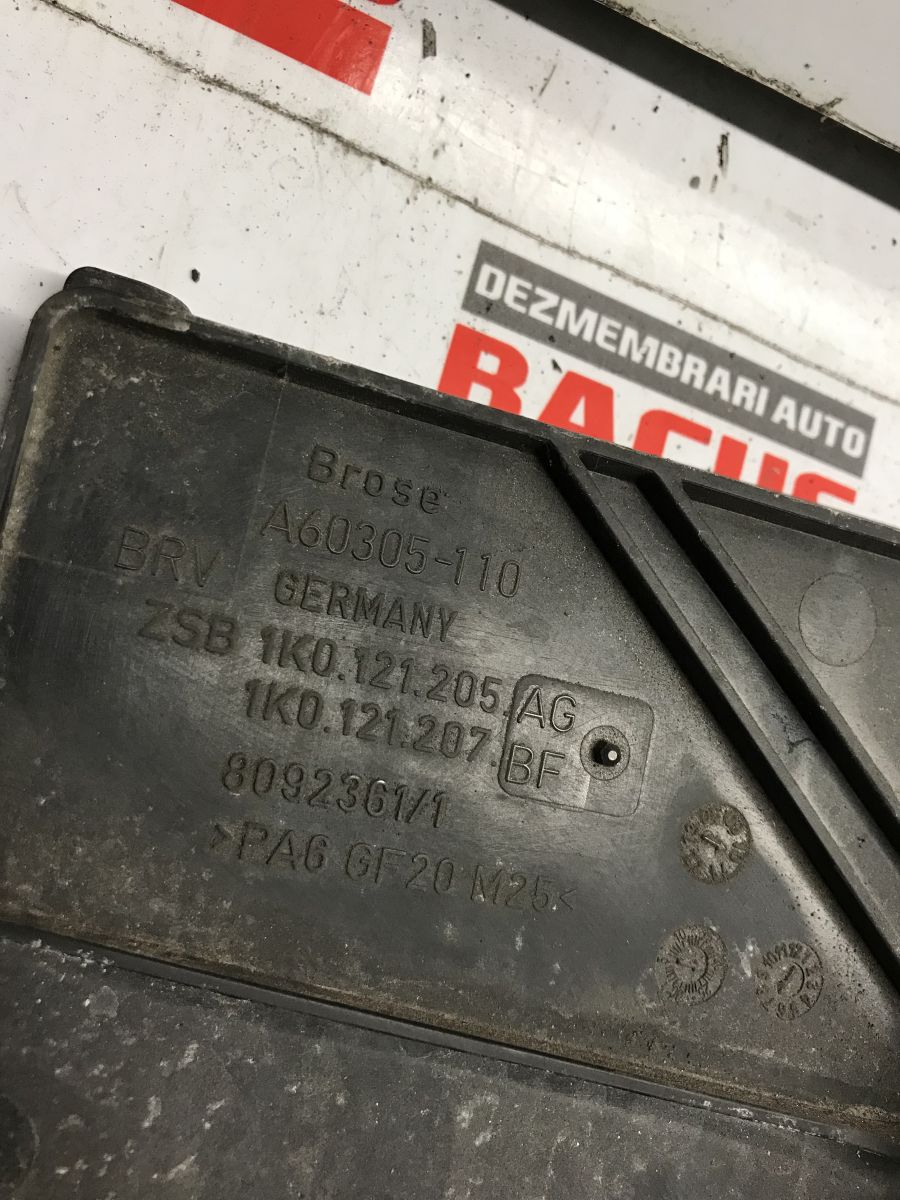 DEZMEMBRARI AUTO
BACUS
Brose
A60305-110
BRV
GERMANY
ZSB 1K0.121.205.AG
1K0.121.207.BF
8092361/1
>PA6 GF20 M25<